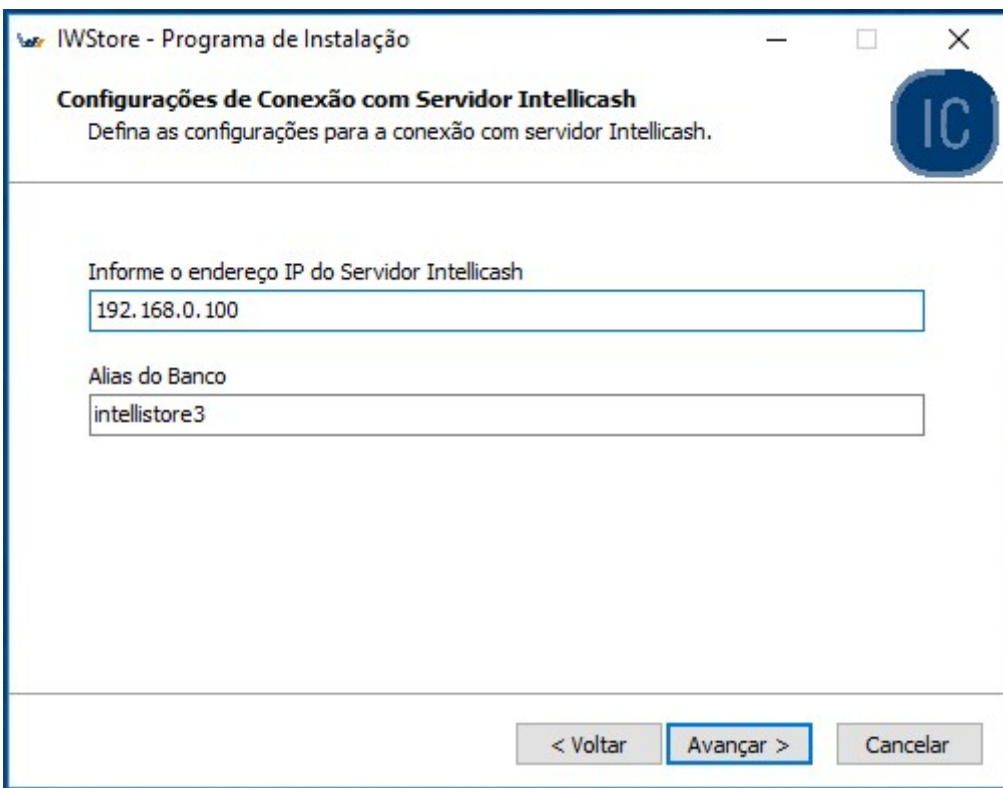 IWStore - Programa de Instalação
Configurações de Conexão com Servidor Intellicash
Defina as configurações para a conexão com servidor Intellicash.
IC
Informe o endereço IP do Servidor Intellicash
192.168.0.100
Alias do Banco
intellistore3
< Voltar
Avançar >
Cancelar